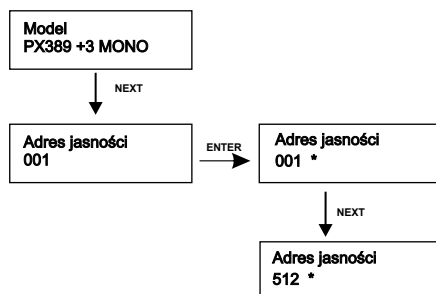 Model
PX389 +3 MONO
NEXT
Adres jasności
001
ENTER
Adres jasności
001 *
NEXT
Adres jasności
512 *